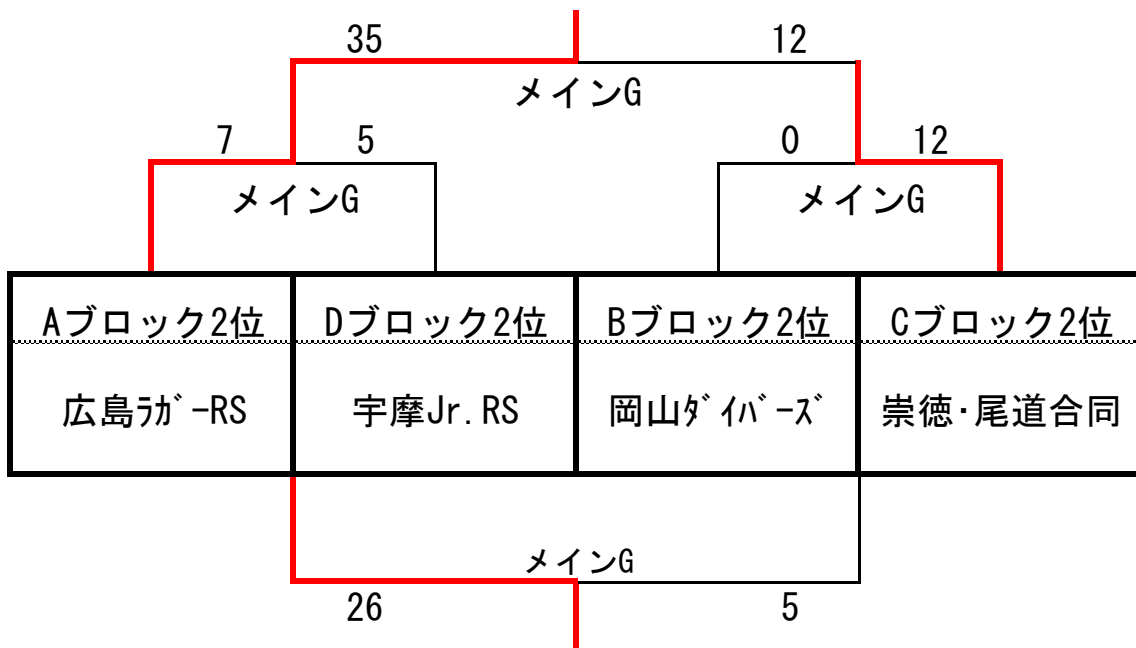 35 12
メインG
7 5 0 12
メインG メインG
Aブロック2位 Dブロック2位 Bブロック2位 Cブロック2位
広島ﾗｶﾞｰRS 宇摩Jr.RS 岡山ﾀﾞｲﾊﾞｰｽﾞ 崇徳･尾道合同
メインG
26 5